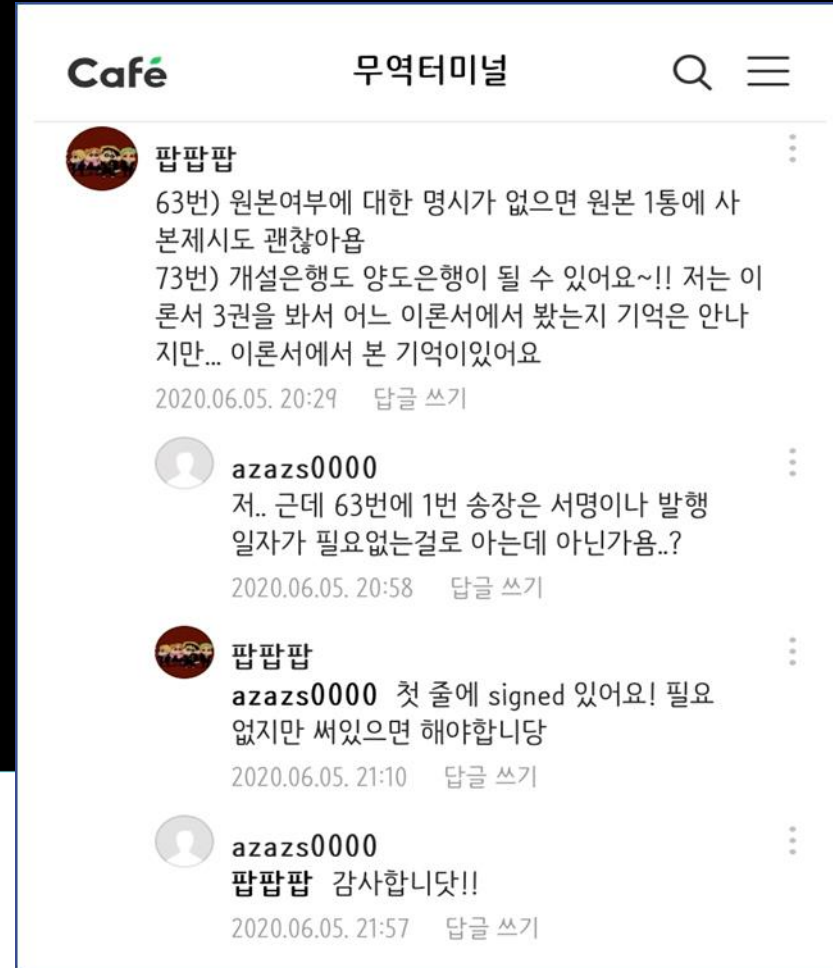 Café 무역터미널
팝팝팝
63번) 원본여부에 대한 명시가 없으면 원본 1통에 사
본제시도 괜찮아욥
73번) 개설은행도 양도은행이 될 수 있어요~!! 저는 이
론서 3권을 봐서 어느 이론서에서 봤는지 기억은 안나
지만... 이론서에서 본 기억이있어요
2020.06.05. 20:29 답글 쓰기
azazs0000
저.. 근데 63번에 1번 송장은 서명이나 발행
일자가 필요없는걸로 아는데 아닌가욤..?
2020.06.05. 20:58 답글 쓰기
팝팝팝
azazs0000 첫 줄에 signed 있어요! 필요
없지만 써있으면 해야합니당
2020.06.05. 21:10 답글 쓰기
azazs0000
팝팝팝 감사합니닷!!
2020.06.05. 21:57 답글 쓰기